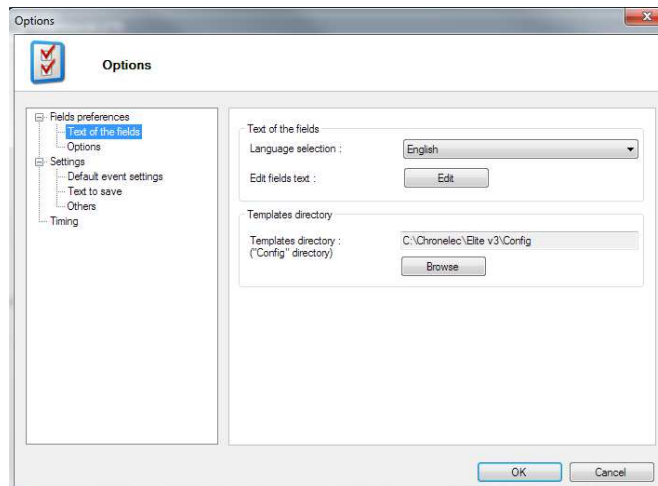 Options
Options
Fields preferences
Text of the fields
Options
Settings
Default event settings
Text to save
Others
Timing
Text of the fields
Language selection :
English
Edit fields text :
Edit
Templates directory
Templates directory :
("Config" directory)
C:\Chronelec\Elite v3\Config
Browse
OK
Cancel